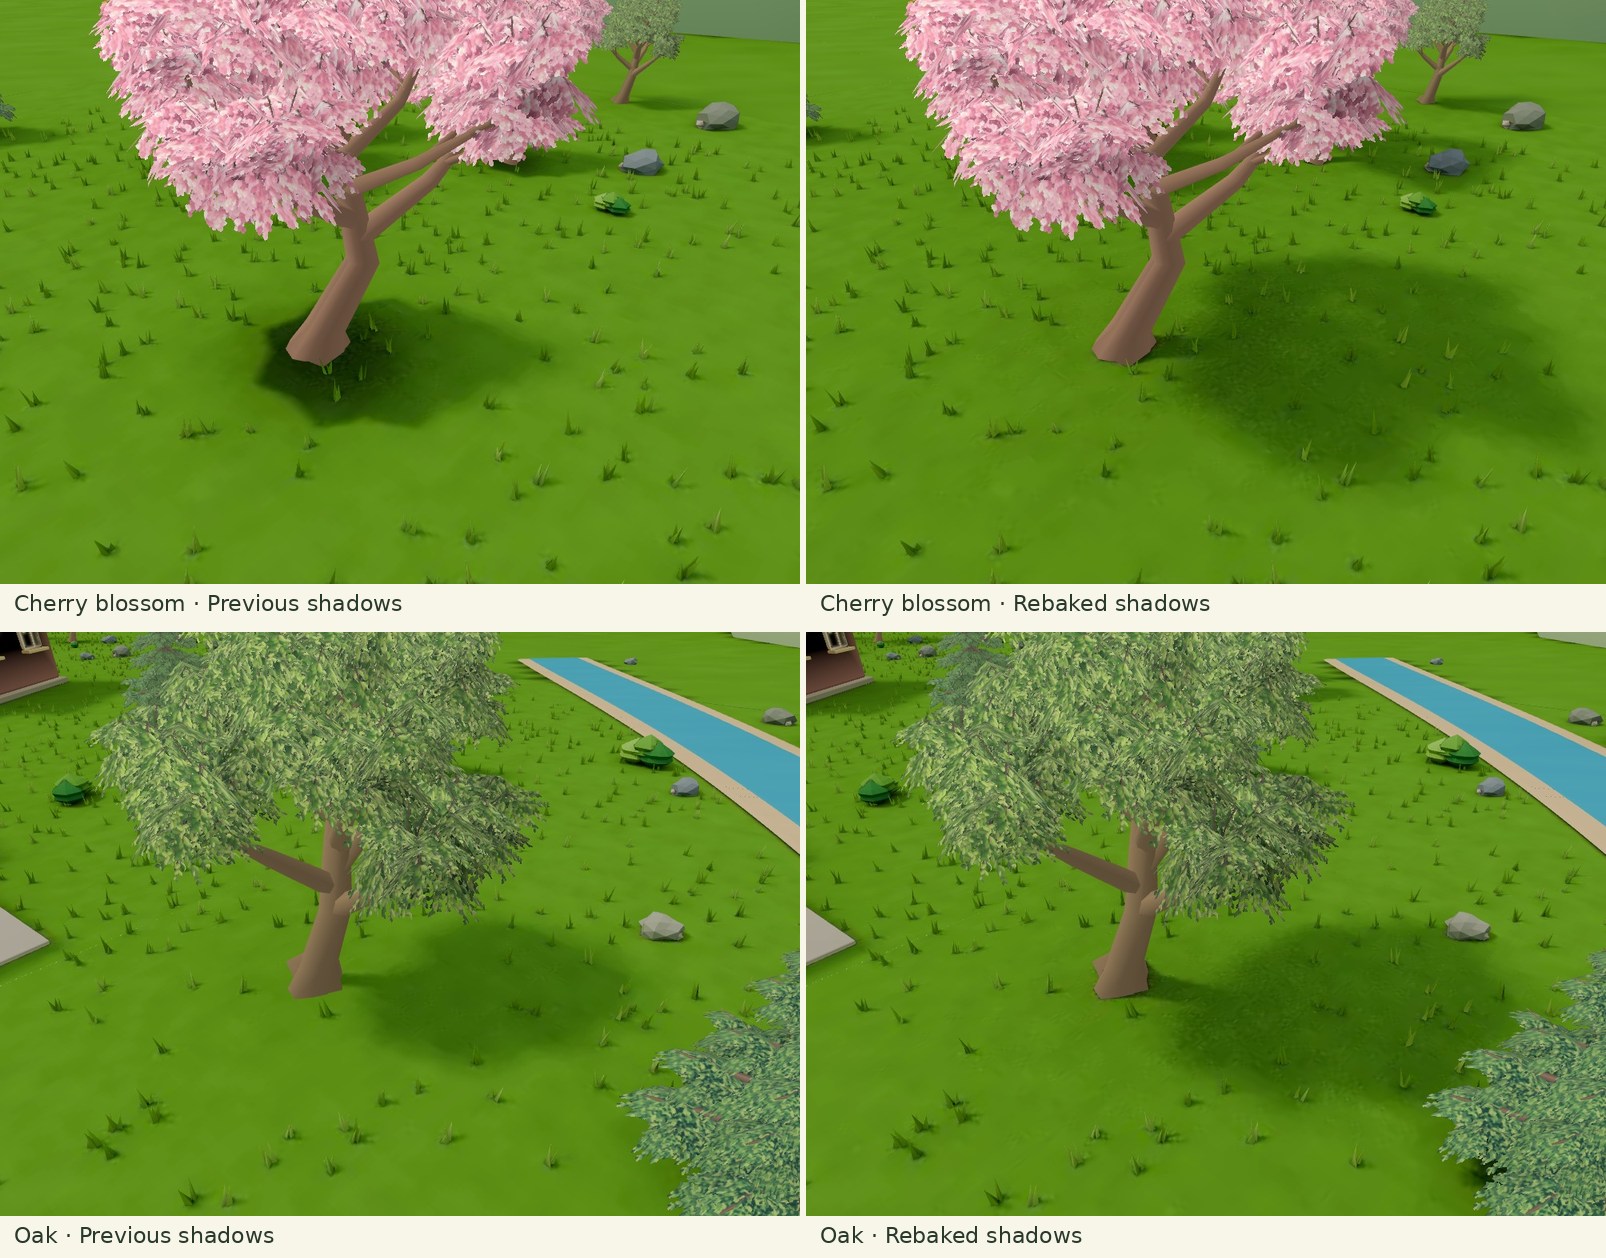 Cherry blossom · Previous shadows
Cherry blossom · Rebaked shadows
Oak · Previous shadows
Oak · Rebaked shadows